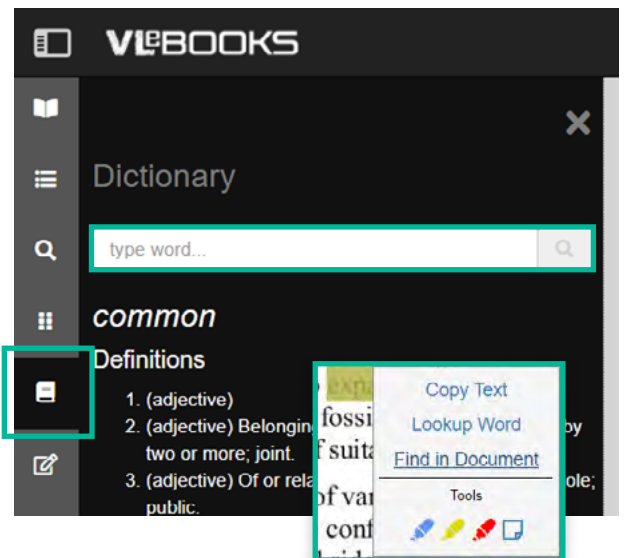 VLeBOOKS
Dictionary
type word...
common
Definitions
1. (adjective)
2. (adjective) Belongin by
two or more; joint.
3. (adjective) Of or rela ole;
public.
expa
fossi
f suita
of var
conf
Copy Text
Lookup Word
Find in Document
Tools